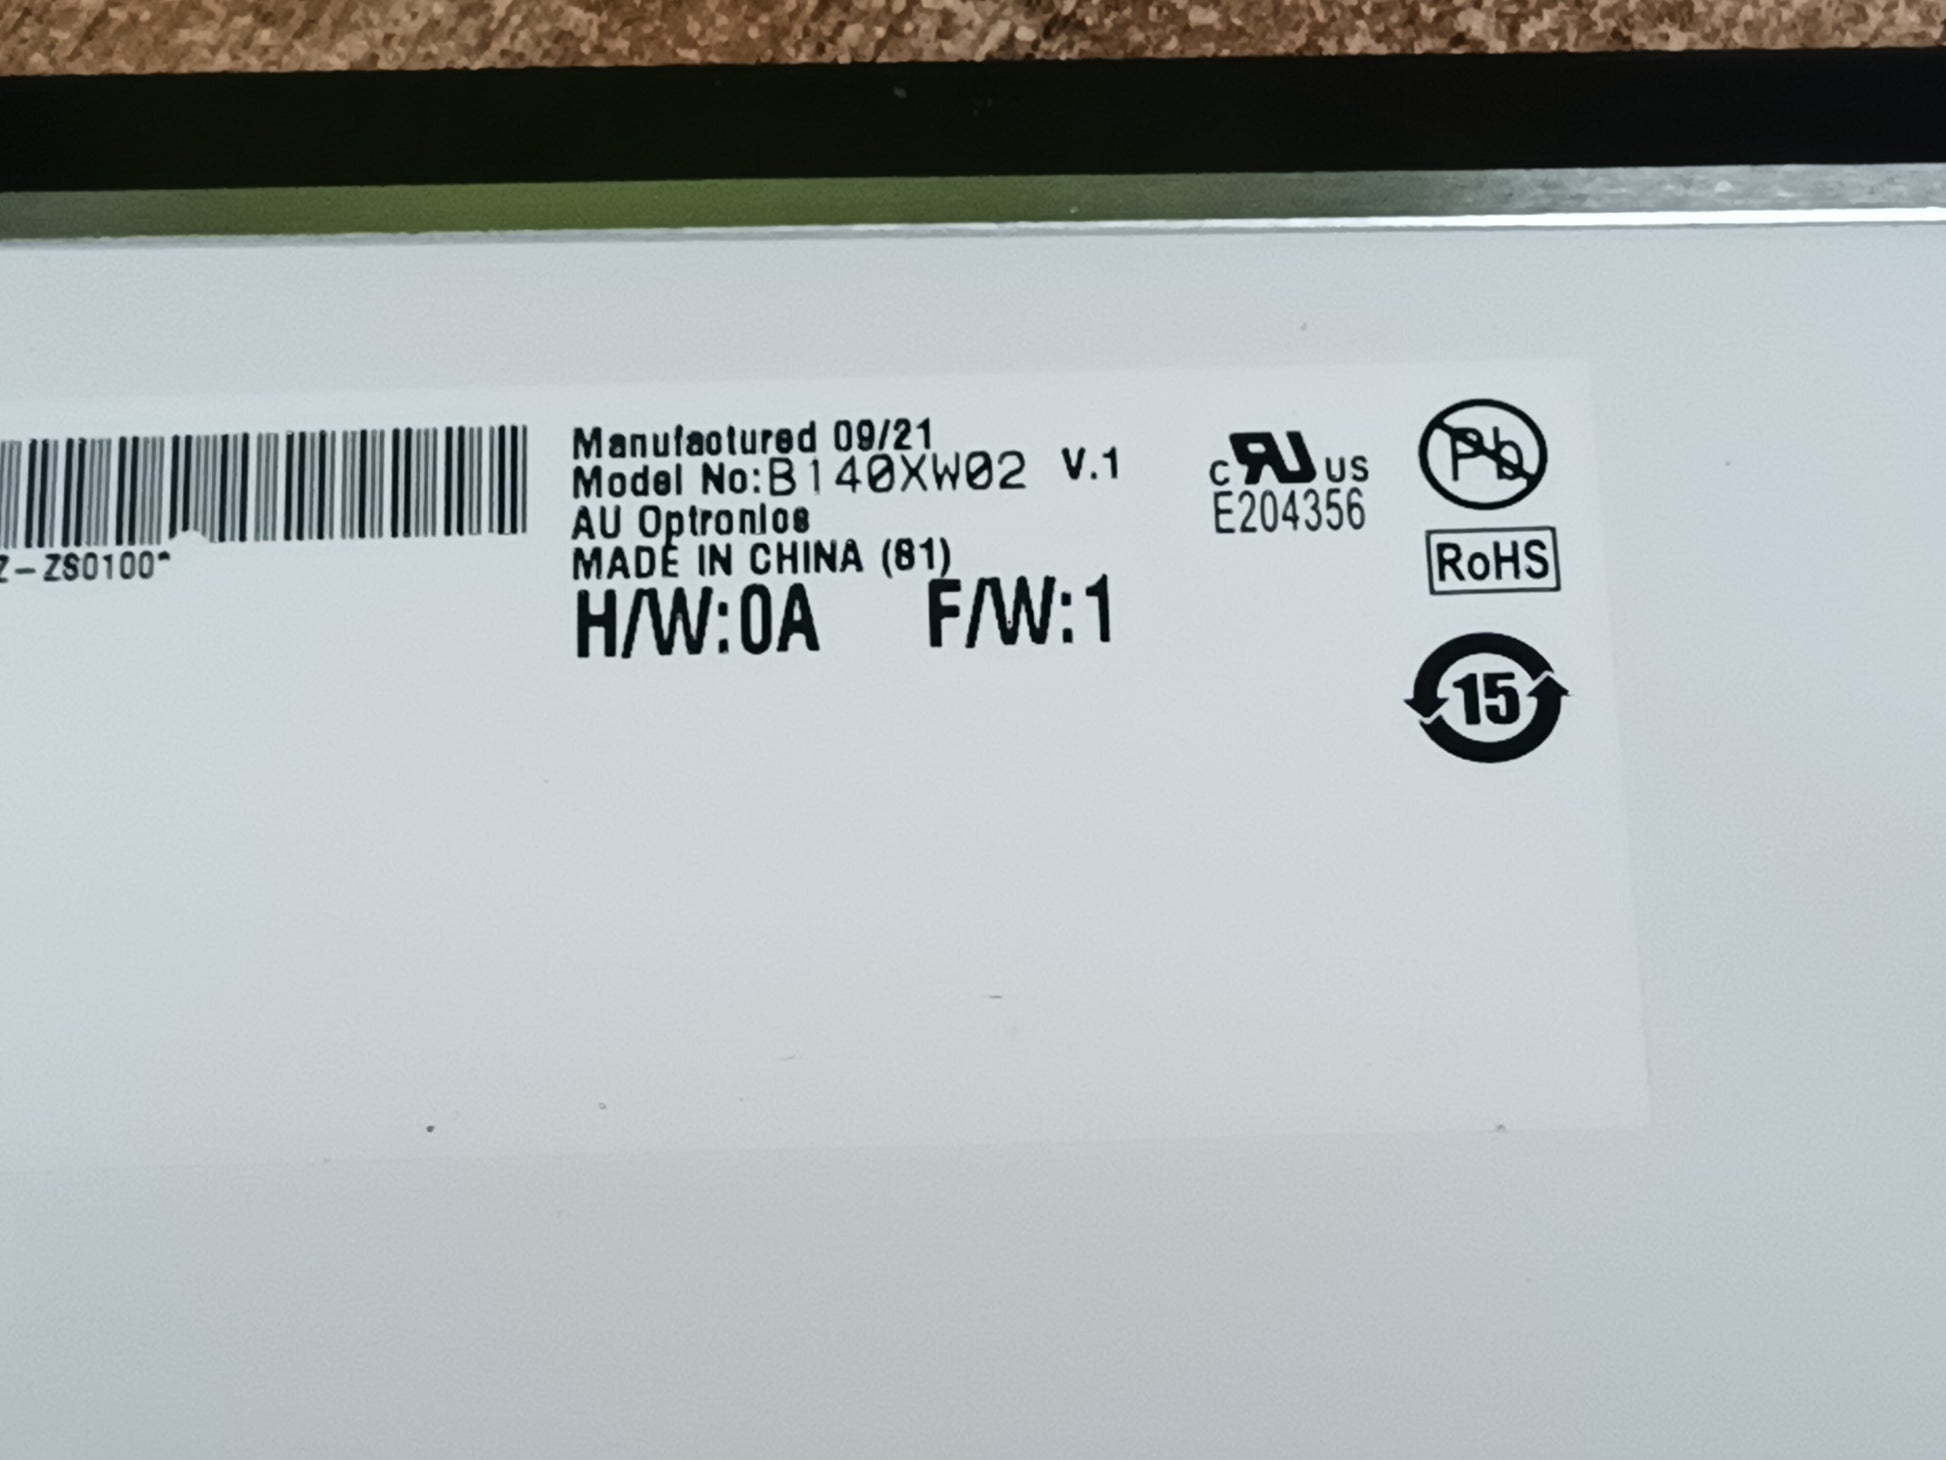 Z-ZS0100*
Manufactured 09/21
Model No:B140XW02 V.1
AU Optronics
MADE IN CHINA (81)
H/W:0A F/W:1
c RU US
E204356
Pb
RoHS
15